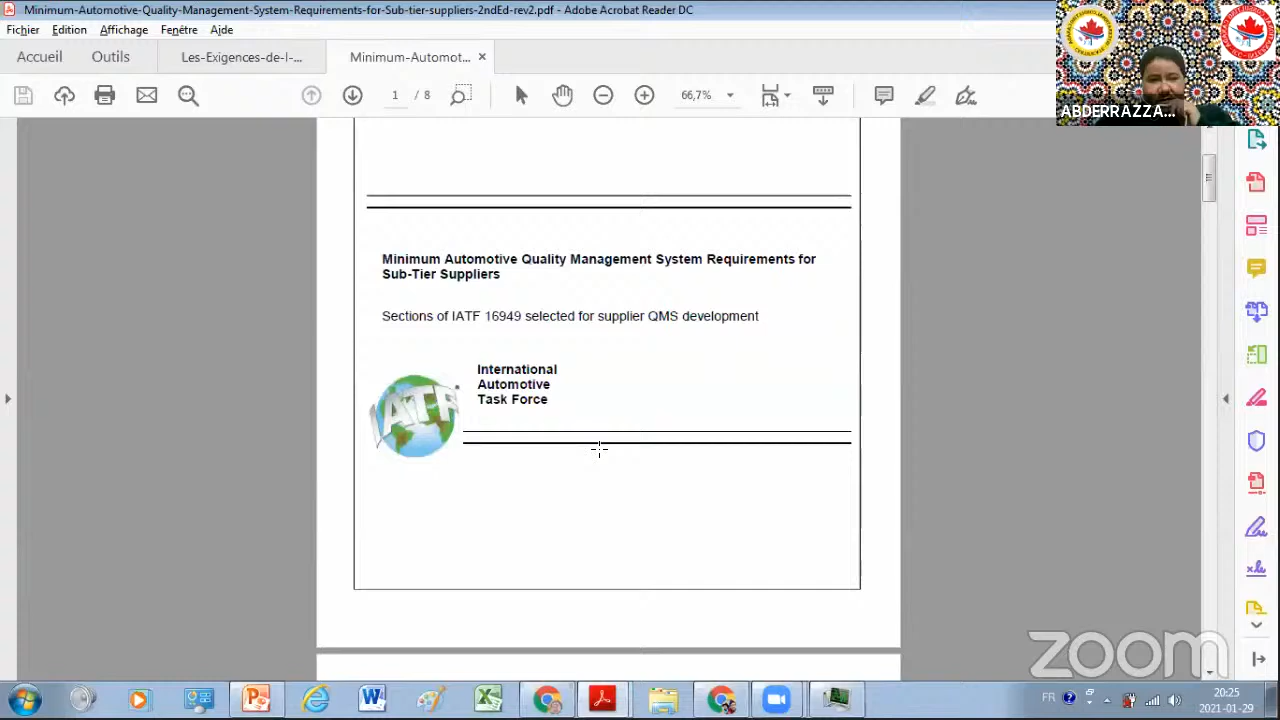 Minimum-Automotive-Quality-Management-System-Requirements-for-Sub-tier-suppliers-2ndEd-rev2.pdf - Adobe Acrobat Reader DC
Fichier Edition Affichage Fenêtre Aide
Accueil Outils Les-Exigences-de-l-... Minimum-Automot... ×
1 / 8 66,7%
ABDERRAZZA...
Minimum Automotive Quality Management System Requirements for
Sub-Tier Suppliers
Sections of IATF 16949 selected for supplier QMS development
IATF
International
Automotive
Task Force
zoom
FR 20:25
2021-01-29